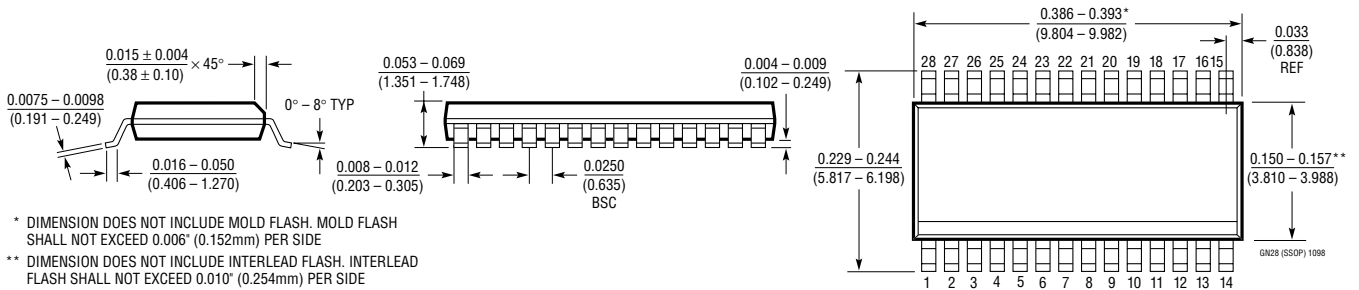 0.015 ± 0.004
(0.38 ± 0.10)
× 45°
0.0075 – 0.0098
(0.191 – 0.249)
0° – 8° TYP
0.016 – 0.050
(0.406 – 1.270)
0.053 – 0.069
(1.351 – 1.748)
0.004 – 0.009
(0.102 – 0.249)
0.008 – 0.012
(0.203 – 0.305)
0.0250
(0.635)
BSC
0.386 – 0.393*
(9.804 – 9.982)
0.033
(0.838)
REF
28 27 26 25 24 23 22 21 20 19 18 17 16 15
0.229 – 0.244
(5.817 – 6.198)
0.150 – 0.157**
(3.810 – 3.988)
1 2 3 4 5 6 7 8 9 10 11 12 13 14
GN28 (SSOP) 1098
* DIMENSION DOES NOT INCLUDE MOLD FLASH. MOLD FLASH
SHALL NOT EXCEED 0.006" (0.152mm) PER SIDE
** DIMENSION DOES NOT INCLUDE INTERLEAD FLASH. INTERLEAD
FLASH SHALL NOT EXCEED 0.010" (0.254mm) PER SIDE